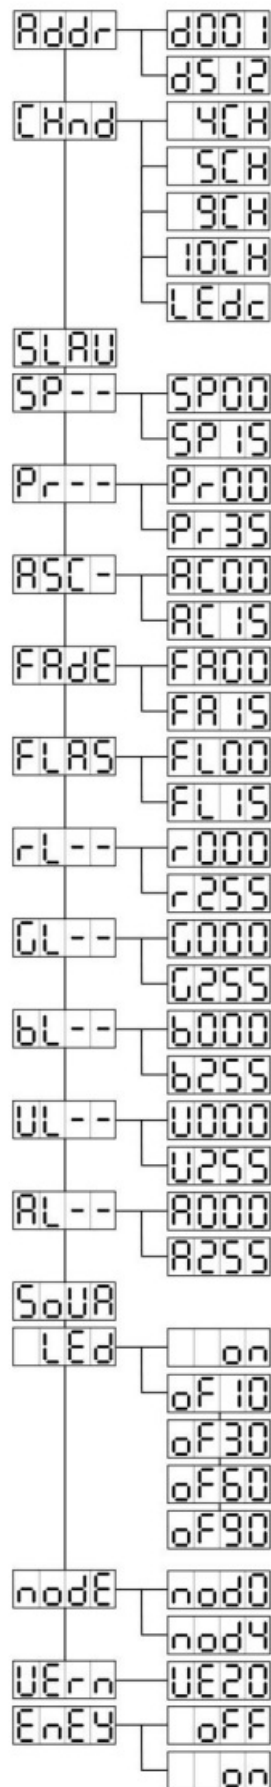 Addr d001
dS12
CHnd 4CH
5CH
9CH
10CH
LEdc
SLAU
SP-- SP00
SP15
Pr-- Pr00
Pr35
ASC- AC00
AC15
FAdE FA00
FA15
FLAS FL00
FL15
rL-- r000
r255
GL-- G000
G255
bL-- b000
b255
UL-- U000
U255
AL-- A000
A255
SoUA
LEd on
oF10
oF30
oF60
oF90
nodE nod0
nod4
UErn UE20
EnEy oFF
on